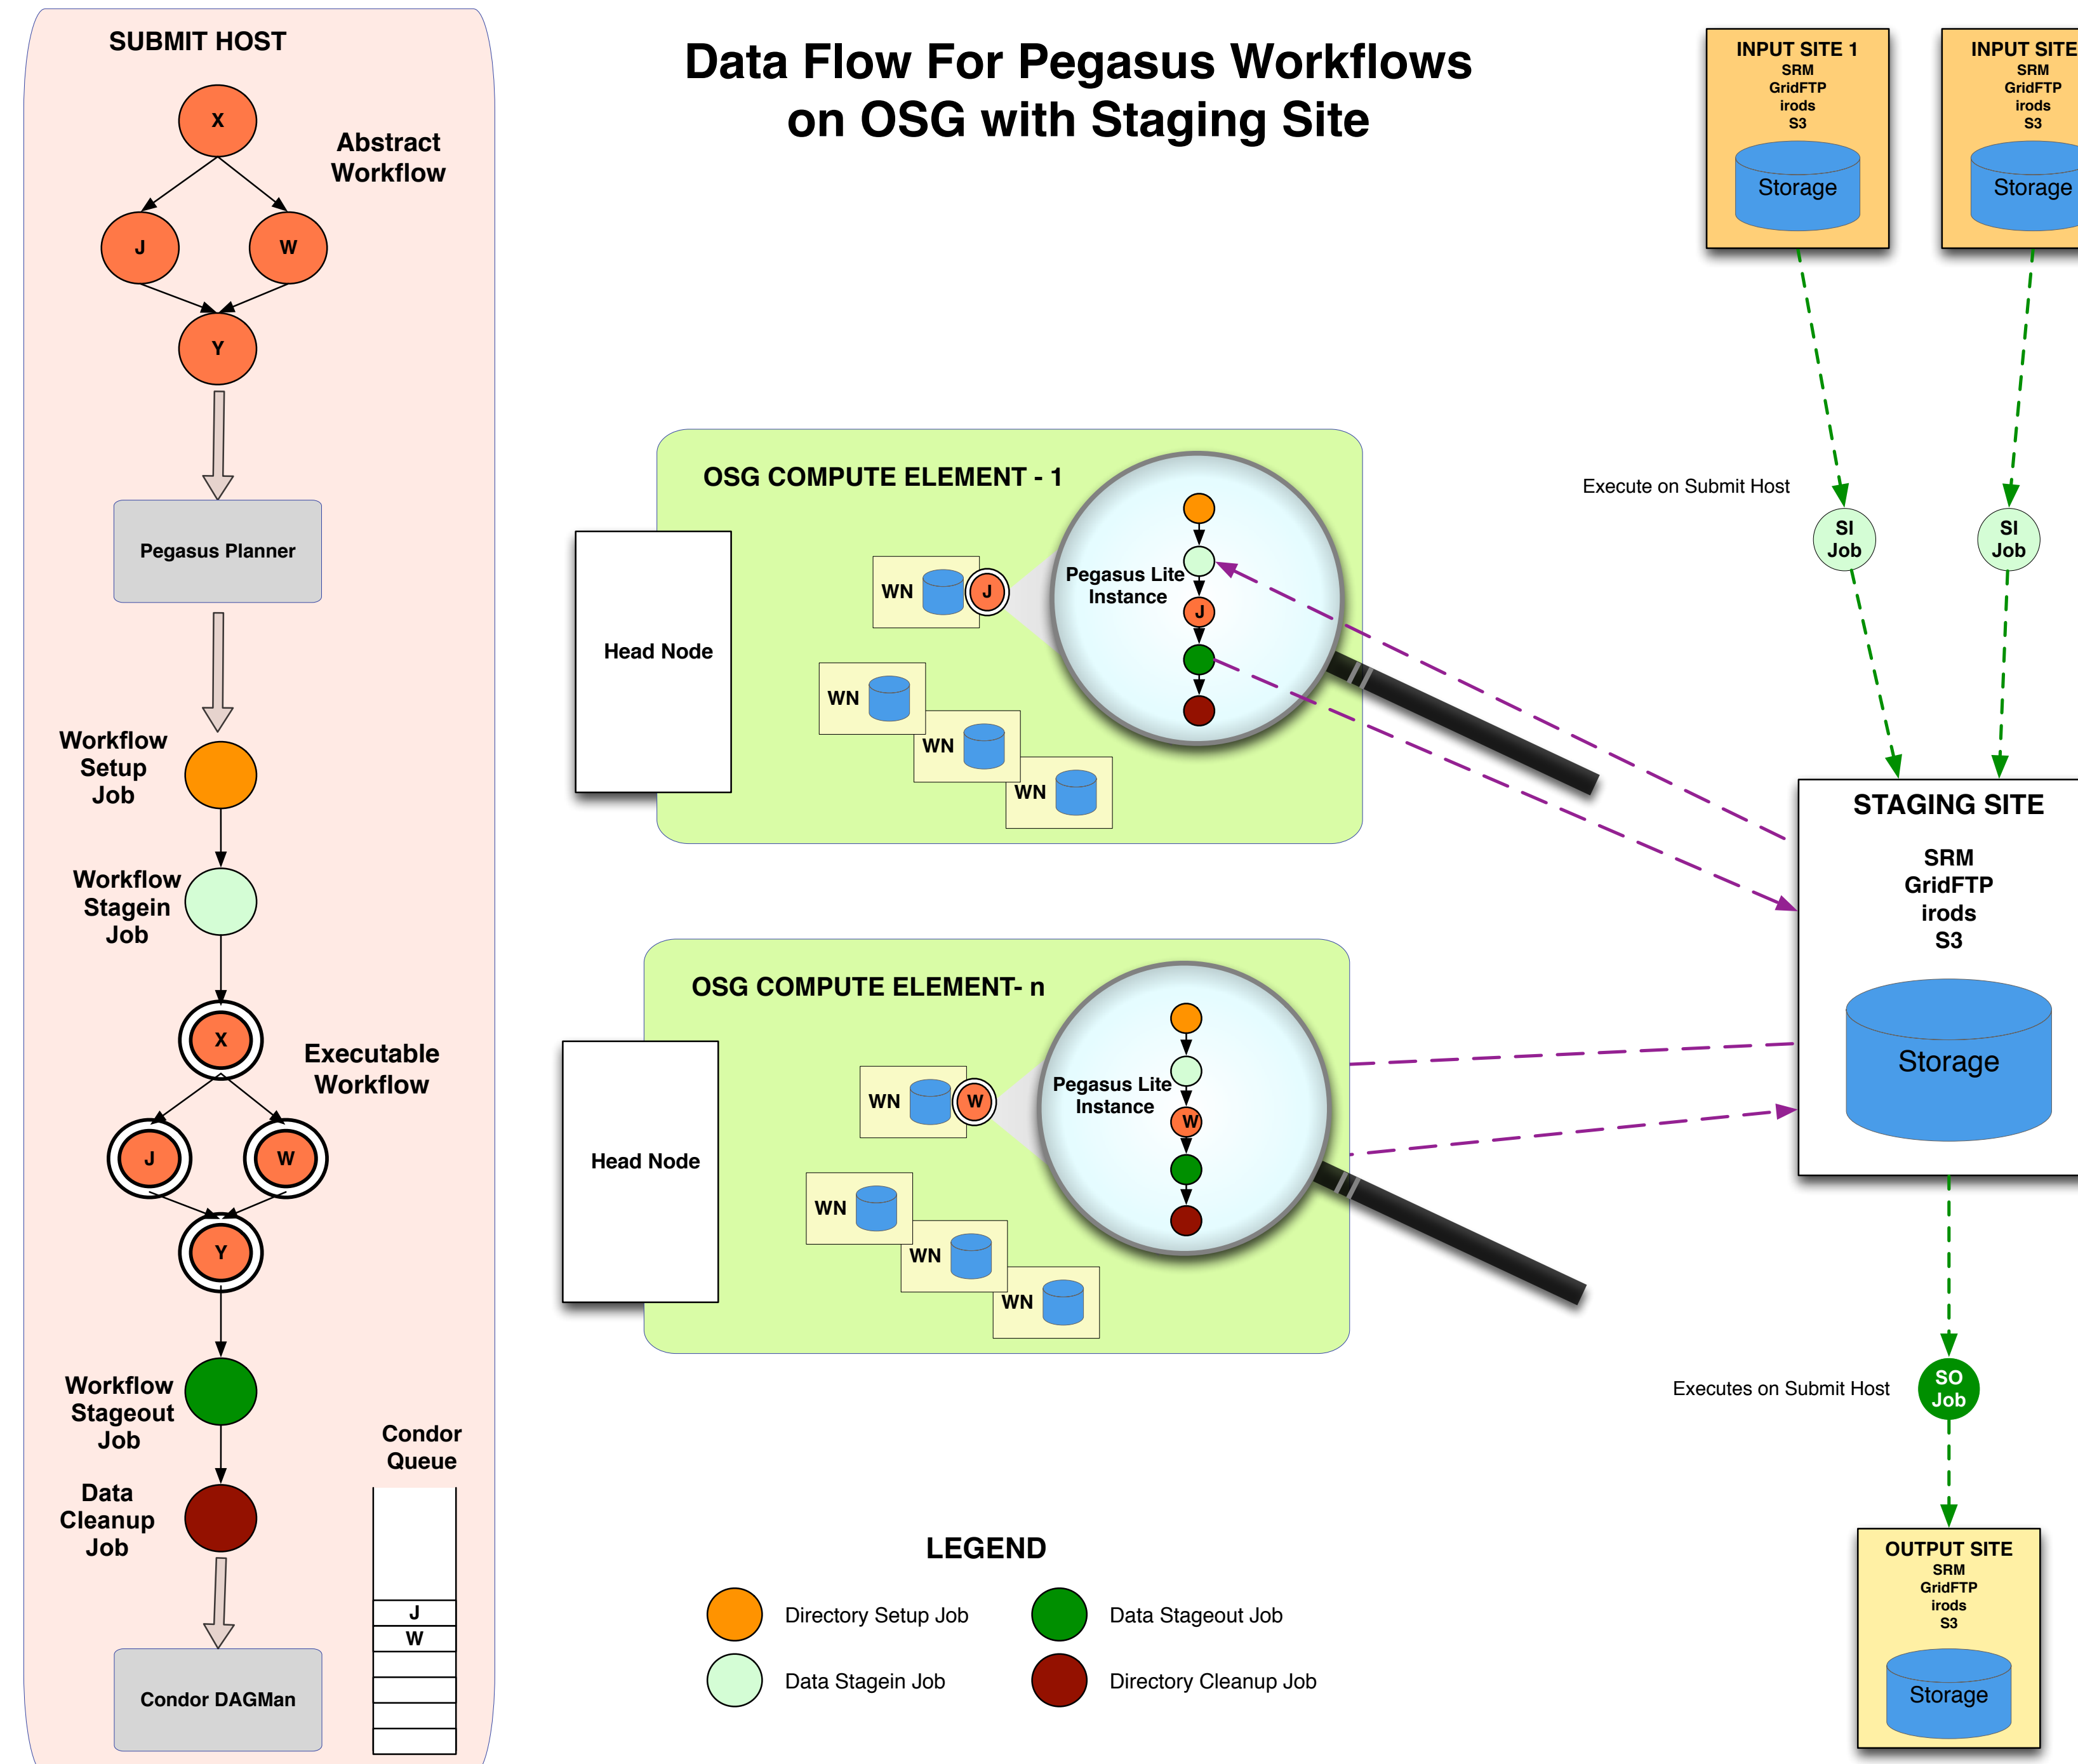 SUBMIT HOST
X
Abstract
Workflow
J
W
Y
Pegasus Planner
Workflow
Setup
Job
Workflow
Stagein
Job
X
Executable
Workflow
J
W
Y
Workflow
Stageout
Job
Data
Cleanup
Job
Condor DAGMan
Condor
Queue
J
W
Data Flow For Pegasus Workflows
on OSG with Staging Site
OSG COMPUTE ELEMENT - 1
Head Node
WN
J
WN
WN
WN
Pegasus Lite
Instance
J
OSG COMPUTE ELEMENT- n
Head Node
WN
W
WN
WN
WN
Pegasus Lite
Instance
W
LEGEND
Directory Setup Job
Data Stageout Job
Data Stagein Job
Directory Cleanup Job
INPUT SITE 1
SRM
GridFTP
irods
S3
Storage
INPUT SITE
SRM
GridFTP
irods
S3
Storage
Execute on Submit Host
SI
Job
SI
Job
STAGING SITE
SRM
GridFTP
irods
S3
Storage
Executes on Submit Host
SO
Job
OUTPUT SITE
SRM
GridFTP
irods
S3
Storage